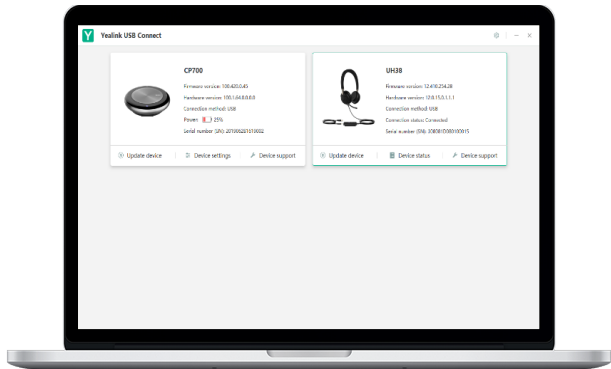 Y Yealink USB Connect
CP700
Firmware version: 100.420.0.45
Hardware version: 100.1.64.0.0.0.0
Connection method: USB
Power: 25%
Serial number (SN):
Update device
Device settings
Device support
UH38
Firmware version: 12.410.254.28
Hardware version: 12.0.15.0.1.1.1
Connection method: USB
Connection status: Connected
Serial number (SN):
Update device
Device status
Device support